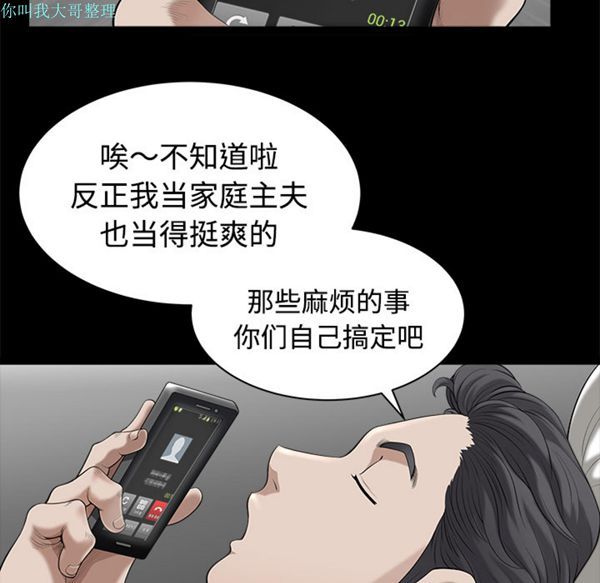 你叫我大哥整理
00:13
唉～不知道啦
反正我当家庭主夫
也当得挺爽的
那些麻烦的事
你们自己搞定吧